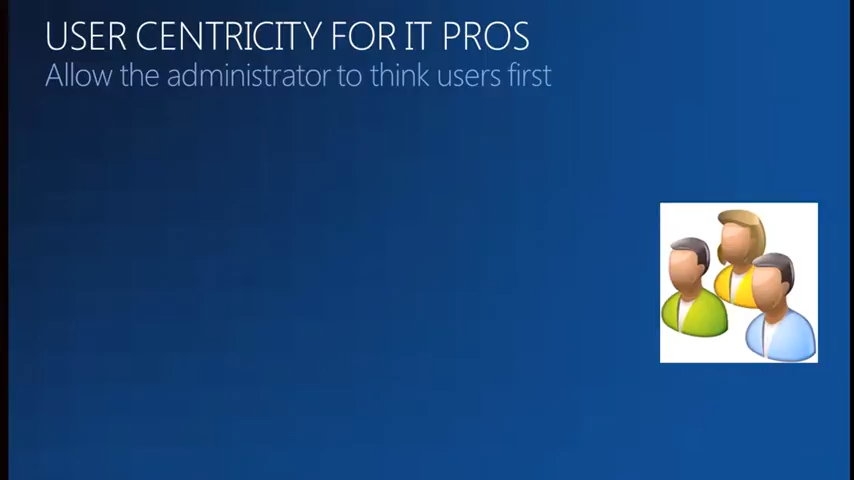 USER CENTRICITY FOR IT PROS
Allow the administrator to think users first